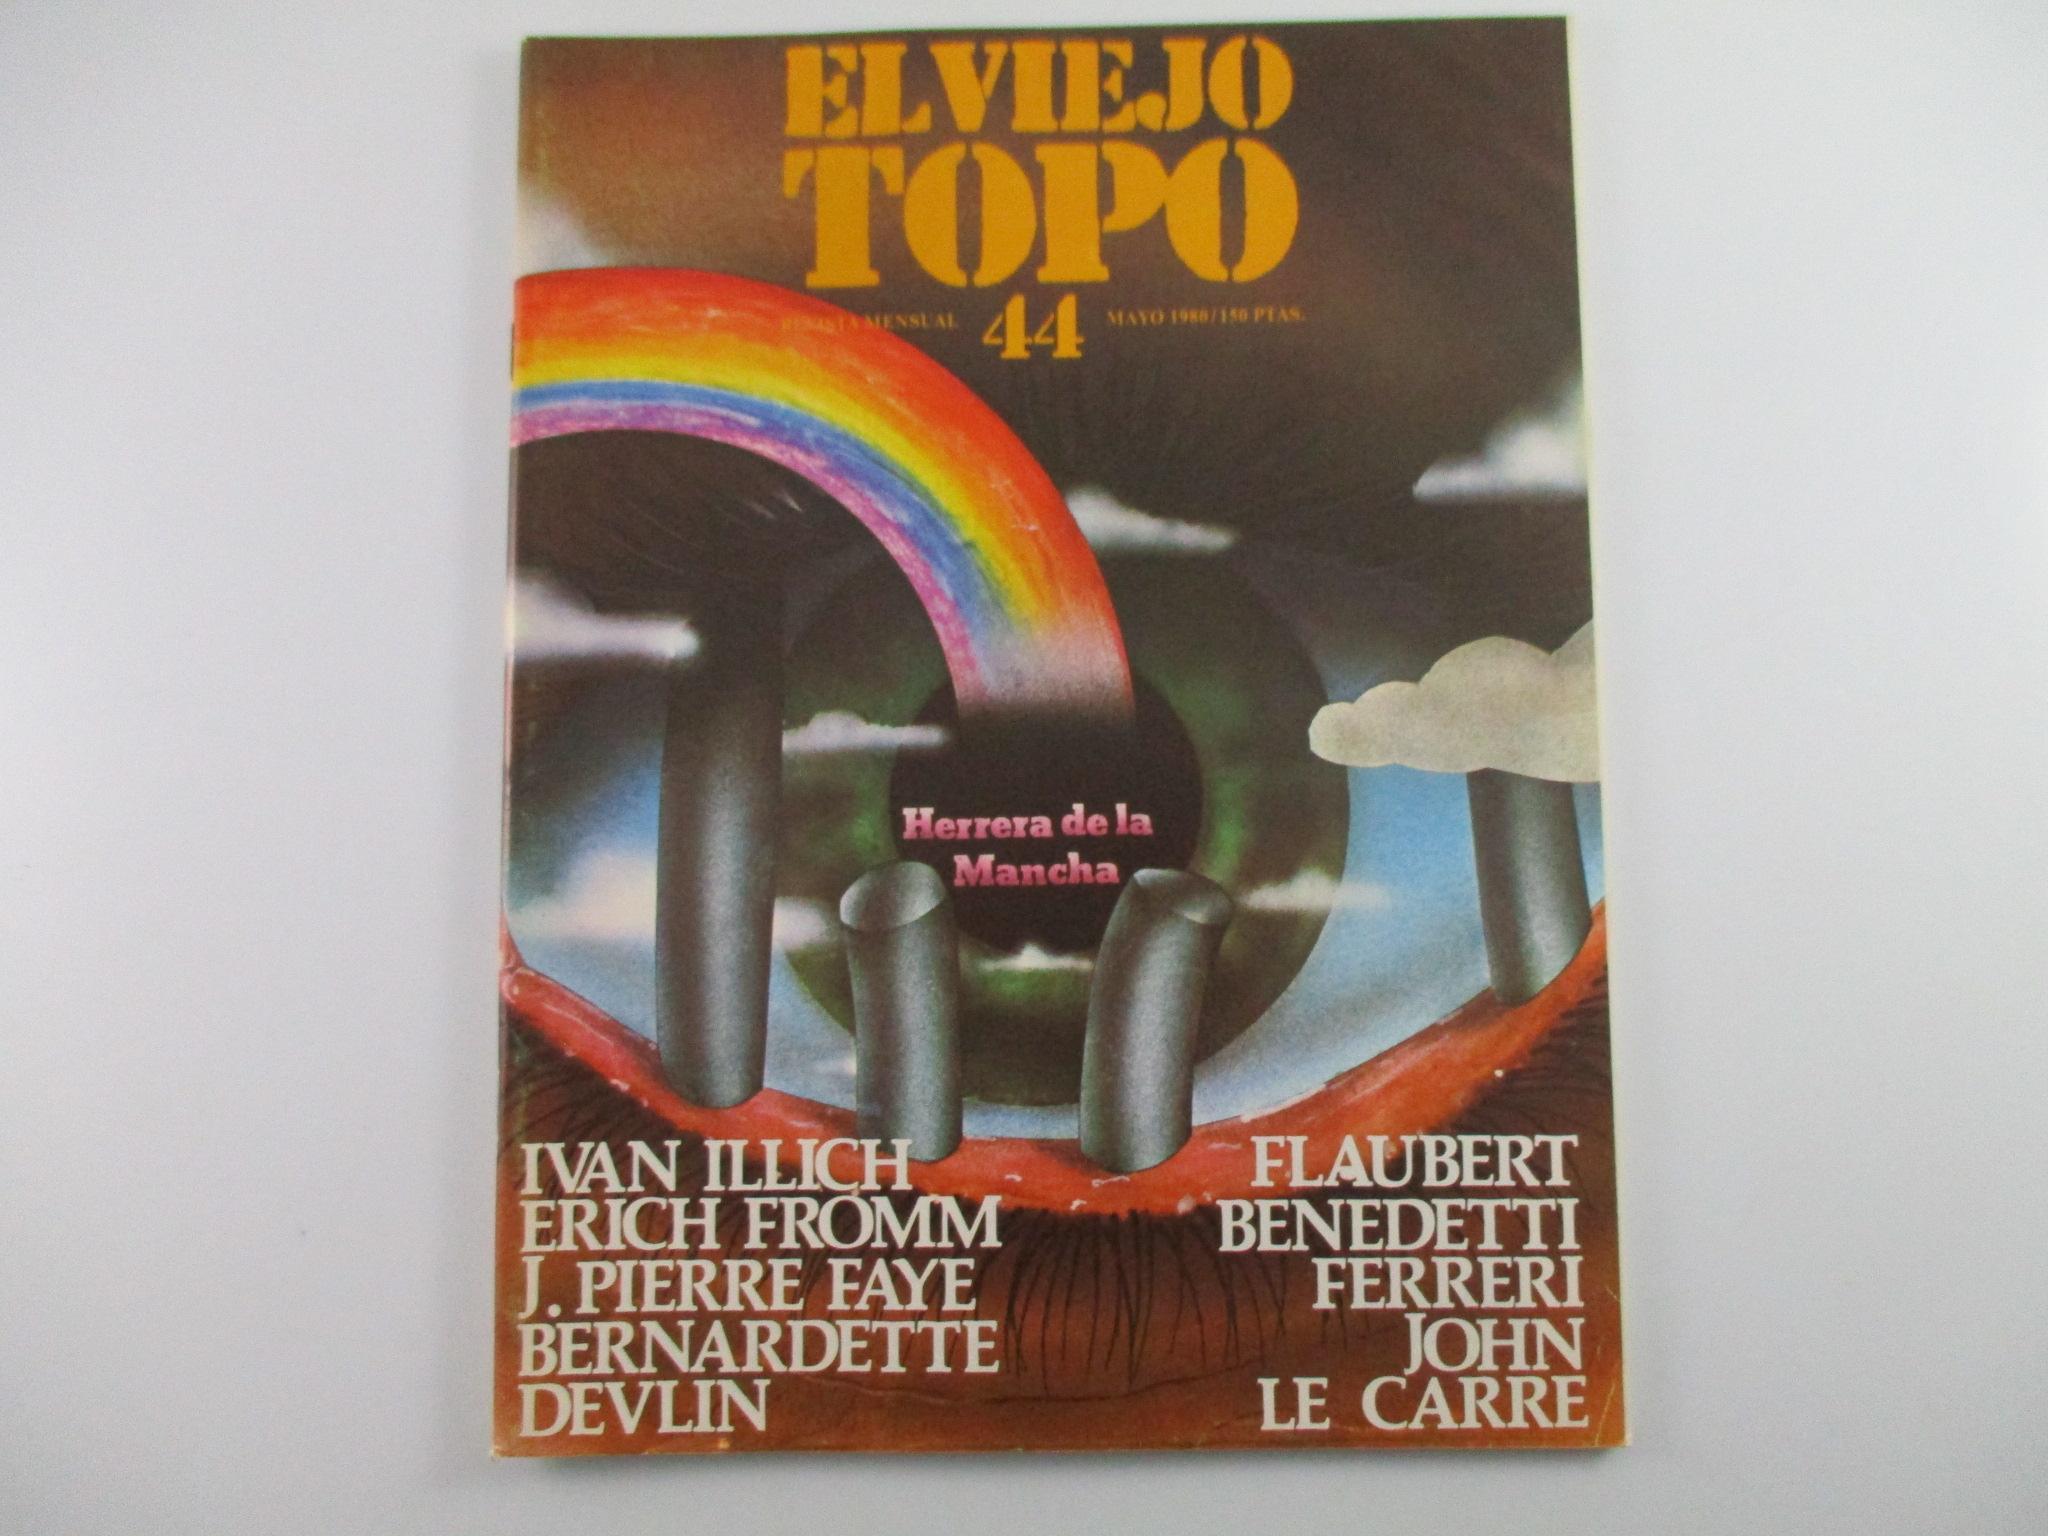 EL VIEJO
TOPO
REVISTA MENSUAL 44 MAYO 1980/150 PTAS.
Herrera de la
Mancha
IVAN ILLICH
ERICH FROMM
J. PIERRE FAYE
BERNARDETTE
DEVLIN
FLAUBERT
BENEDETTI
FERRERI
JOHN
LE CARRE